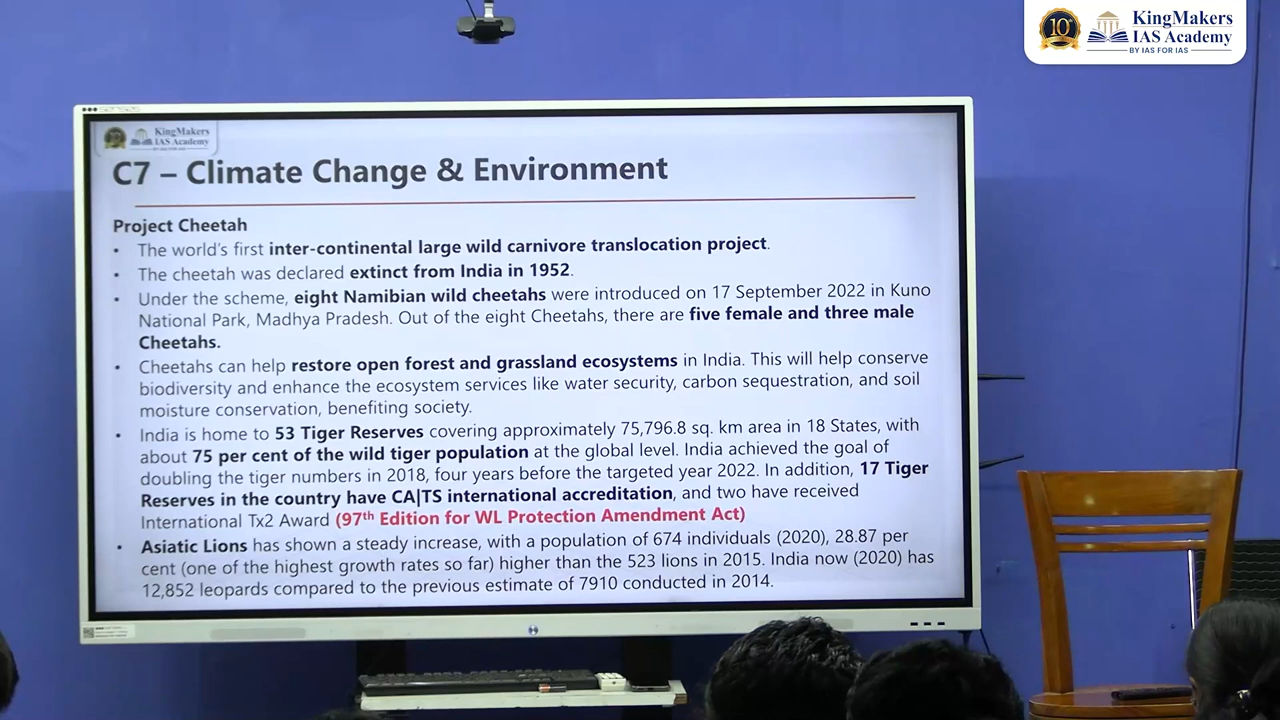 10th
KingMakers
IAS Academy
BY IAS FOR IAS
KingMakers
IAS Academy
BY IAS FOR IAS
C7 – Climate Change & Environment
Project Cheetah
• The world's first inter-continental large wild carnivore translocation project.
• The cheetah was declared extinct from India in 1952.
• Under the scheme, eight Namibian wild cheetahs were introduced on 17 September 2022 in Kuno
National Park, Madhya Pradesh. Out of the eight Cheetahs, there are five female and three male
Cheetahs.
• Cheetahs can help restore open forest and grassland ecosystems in India. This will help conserve
biodiversity and enhance the ecosystem services like water security, carbon sequestration, and soil
moisture conservation, benefiting society.
• India is home to 53 Tiger Reserves covering approximately 75,796.8 sq. km area in 18 States, with
about 75 per cent of the wild tiger population at the global level. India achieved the goal of
doubling the tiger numbers in 2018, four years before the targeted year 2022. In addition, 17 Tiger
Reserves in the country have CA|TS international accreditation, and two have received
International Tx2 Award (97th Edition for WL Protection Amendment Act)
• Asiatic Lions has shown a steady increase, with a population of 674 individuals (2020), 28.87 per
cent (one of the highest growth rates so far) higher than the 523 lions in 2015. India now (2020) has
12,852 leopards compared to the previous estimate of 7910 conducted in 2014.